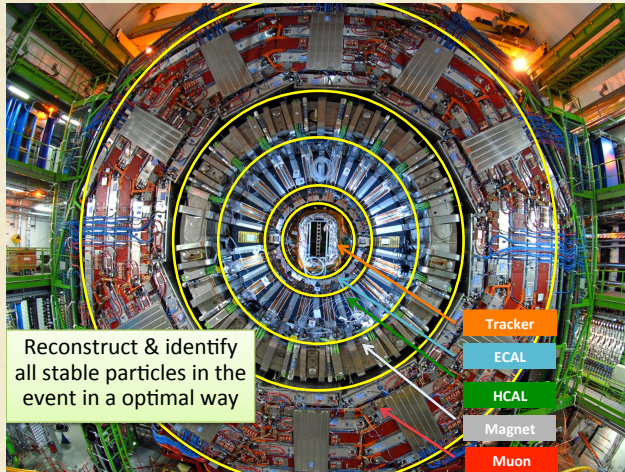 Reconstruct & identify
all stable particles in the
event in a optimal way
Tracker
ECAL
HCAL
Magnet
Muon